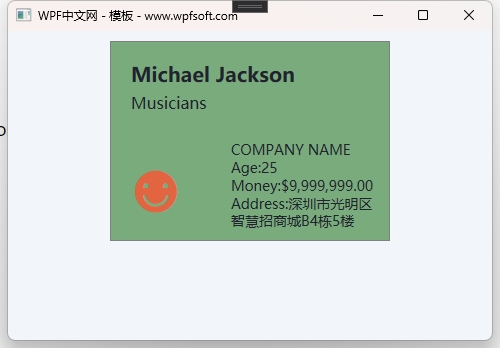 WPF中文网 - 模板 - www.wpfsoft.com
Michael Jackson
Musicians
COMPANY NAME
Age:25
Money:$9,999,999.00
Address:深圳市光明区
智慧招商城B4栋5楼